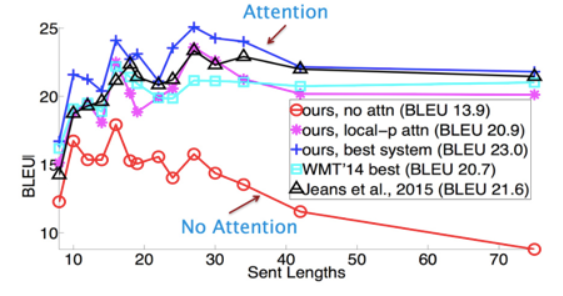 Attention
25
20
15
10
BLEU
ours, no attn (BLEU 13.9)
ours, local-p attn (BLEU 20.9)
ours, best system (BLEU 23.0)
WMT'14 best (BLEU 20.7)
Jeans et al., 2015 (BLEU 21.6)
No Attention
10 20 30 40 50 60 70
Sent Lengths